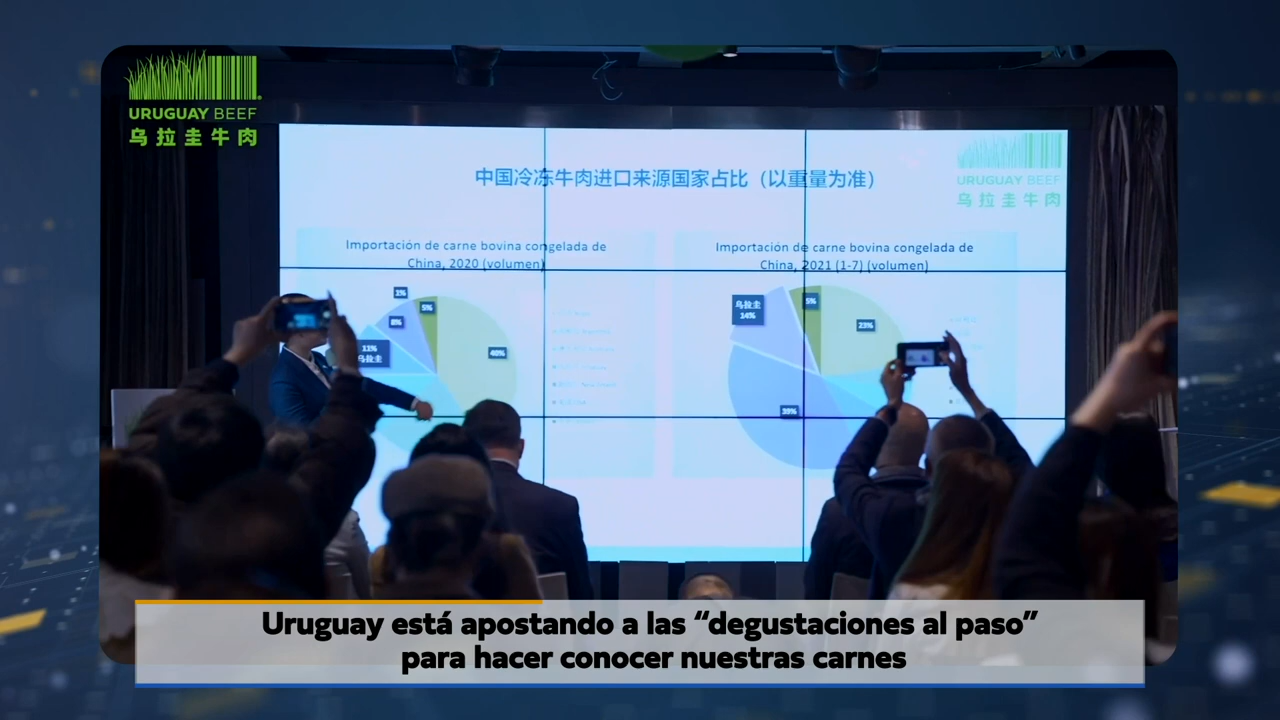 URUGUAY BEEF
乌拉圭牛肉
中国冷冻牛肉进口来源国家占比（以重量为准）
URUGUAY BEEF
乌拉圭牛肉
Importación de carne bovina congelada de
China, 2020 (volumen)
1%
5%
8%
11%
乌拉圭
40%
Importación de carne bovina congelada de
China, 2021 (1-7) (volumen)
乌拉圭
14%
5%
23%
39%
Uruguay está apostando a las “degustaciones al paso”
para hacer conocer nuestras carnes